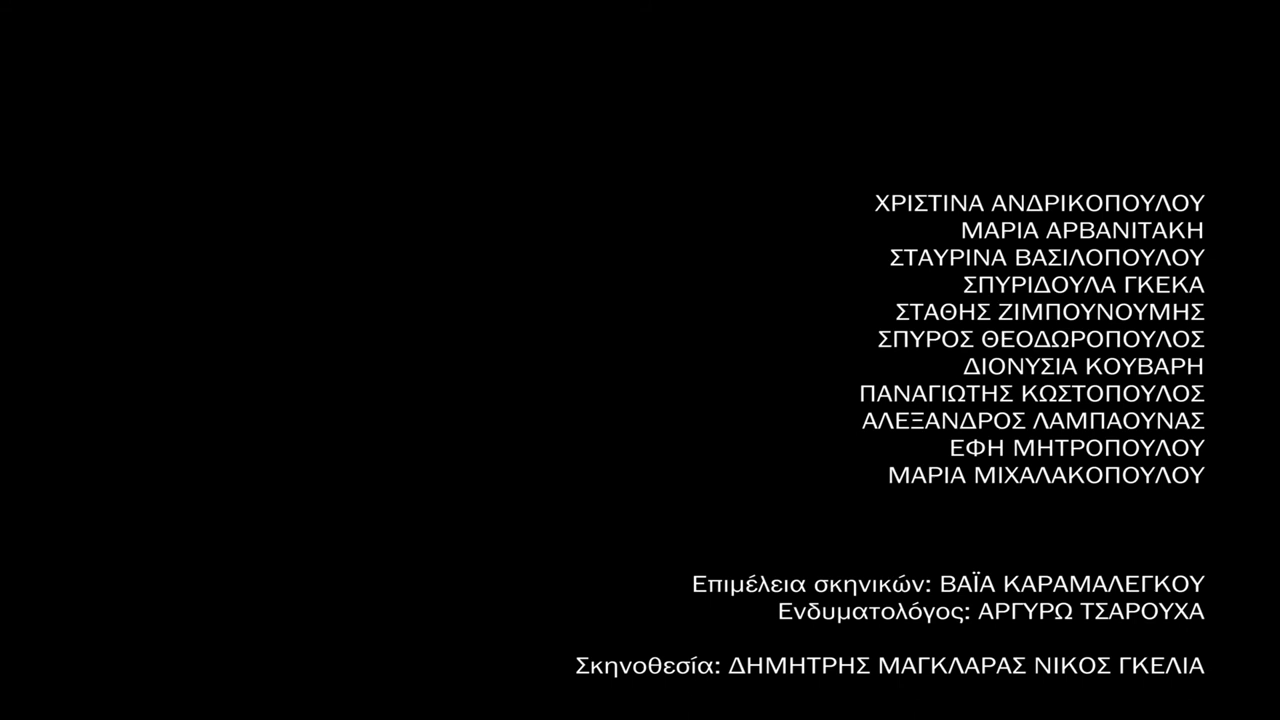 ΧΡΙΣΤΙΝΑ ΑΝΔΡΙΚΟΠΟΥΛΟΥ
ΜΑΡΙΑ ΑΡΒΑΝΙΤΑΚΗ
ΣΤΑΥΡΙΝΑ ΒΑΣΙΛΟΠΟΥΛΟΥ
ΣΠΥΡΙΔΟΥΛΑ ΓΚΕΚΑ
ΣΤΑΘΗΣ ΖΙΜΠΟΥΝΟΥΜΗΣ
ΣΠΥΡΟΣ ΘΕΟΔΩΡΟΠΟΥΛΟΣ
ΔΙΟΝΥΣΙΑ ΚΟΥΒΑΡΗ
ΠΑΝΑΓΙΩΤΗΣ ΚΩΣΤΟΠΟΥΛΟΣ
ΑΛΕΞΑΝΔΡΟΣ ΛΑΜΠΑΟΥΝΑΣ
ΕΦΗ ΜΗΤΡΟΠΟΥΛΟΥ
ΜΑΡΙΑ ΜΙΧΑΛΑΚΟΠΟΥΛΟΥ
Επιμέλεια σκηνικών: ΒΑΪΑ ΚΑΡΑΜΑΛΕΓΚΟΥ
Ενδυματολόγος: ΑΡΓΥΡΩ ΤΣΑΡΟΥΧΑ
Σκηνοθεσία: ΔΗΜΗΤΡΗΣ ΜΑΓΚΛΑΡΑΣ ΝΙΚΟΣ ΓΚΕΛΙΑ